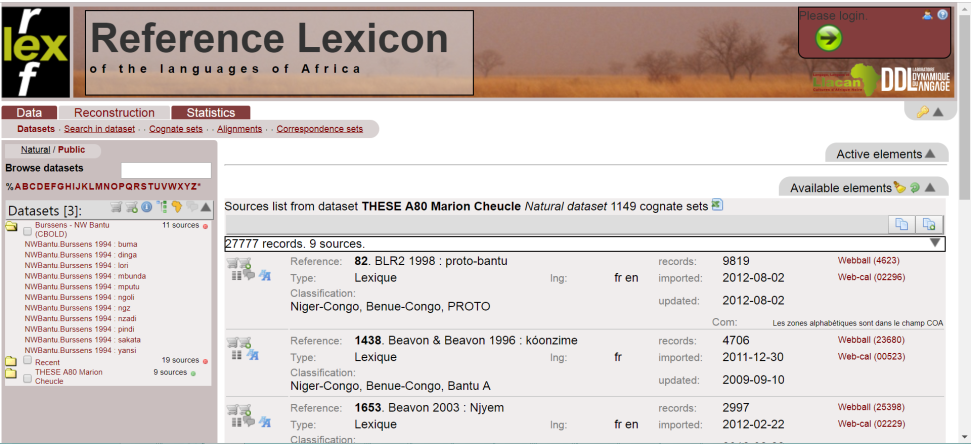 r
lex
f
Reference Lexicon
of the languages of Africa
Please login.
LABORATOIRE
DDL DYNAMIQUE
DU LANGAGE
Data Reconstruction Statistics
Datasets - Search in dataset - - Cognate sets - - Alignments - - Correspondence sets
Natural / Public
Browse datasets
%ABCDEFGHIJKLMNOPQRSTUVWXYZ*
Datasets [3]:
Burssens - NW Bantu (CBOLD) 11 sources
NWBantu.Burssens 1994 : buma
NWBantu.Burssens 1994 : dinga
NWBantu.Burssens 1994 : lori
NWBantu.Burssens 1994 : mbunda
NWBantu.Burssens 1994 : mputu
NWBantu.Burssens 1994 : ngoli
NWBantu.Burssens 1994 : ngz
NWBantu.Burssens 1994 : nzadi
NWBantu.Burssens 1994 : pindi
NWBantu.Burssens 1994 : sakata
NWBantu.Burssens 1994 : yansi
Recent 19 sources
THESE A80 Marion Cheucle 9 sources
Active elements
Available elements
Sources list from dataset THESE A80 Marion Cheucle Natural dataset 1149 cognate sets
27777 records. 9 sources.
Reference: 82. BLR2 1998 : proto-bantu records: 9819 Webball (4623)
Type: Lexique lng: fr en imported: 2012-08-02 Web-cal (02296)
Classification:
Niger-Congo, Benue-Congo, PROTO updated: 2012-08-02
Com: Les zones alphabétiques sont dans le champ COA
Reference: 1438. Beavon & Beavon 1996 : kóonzime records: 4706 Webball (23680)
Type: Lexique lng: fr imported: 2011-12-30 Web-cal (00523)
Classification:
Niger-Congo, Benue-Congo, Bantu A updated: 2009-09-10
Reference: 1653. Beavon 2003 : Njyem records: 2997 Webball (25398)
Type: Lexique lng: fr en imported: 2012-02-22 Web-cal (02229)
Classification: